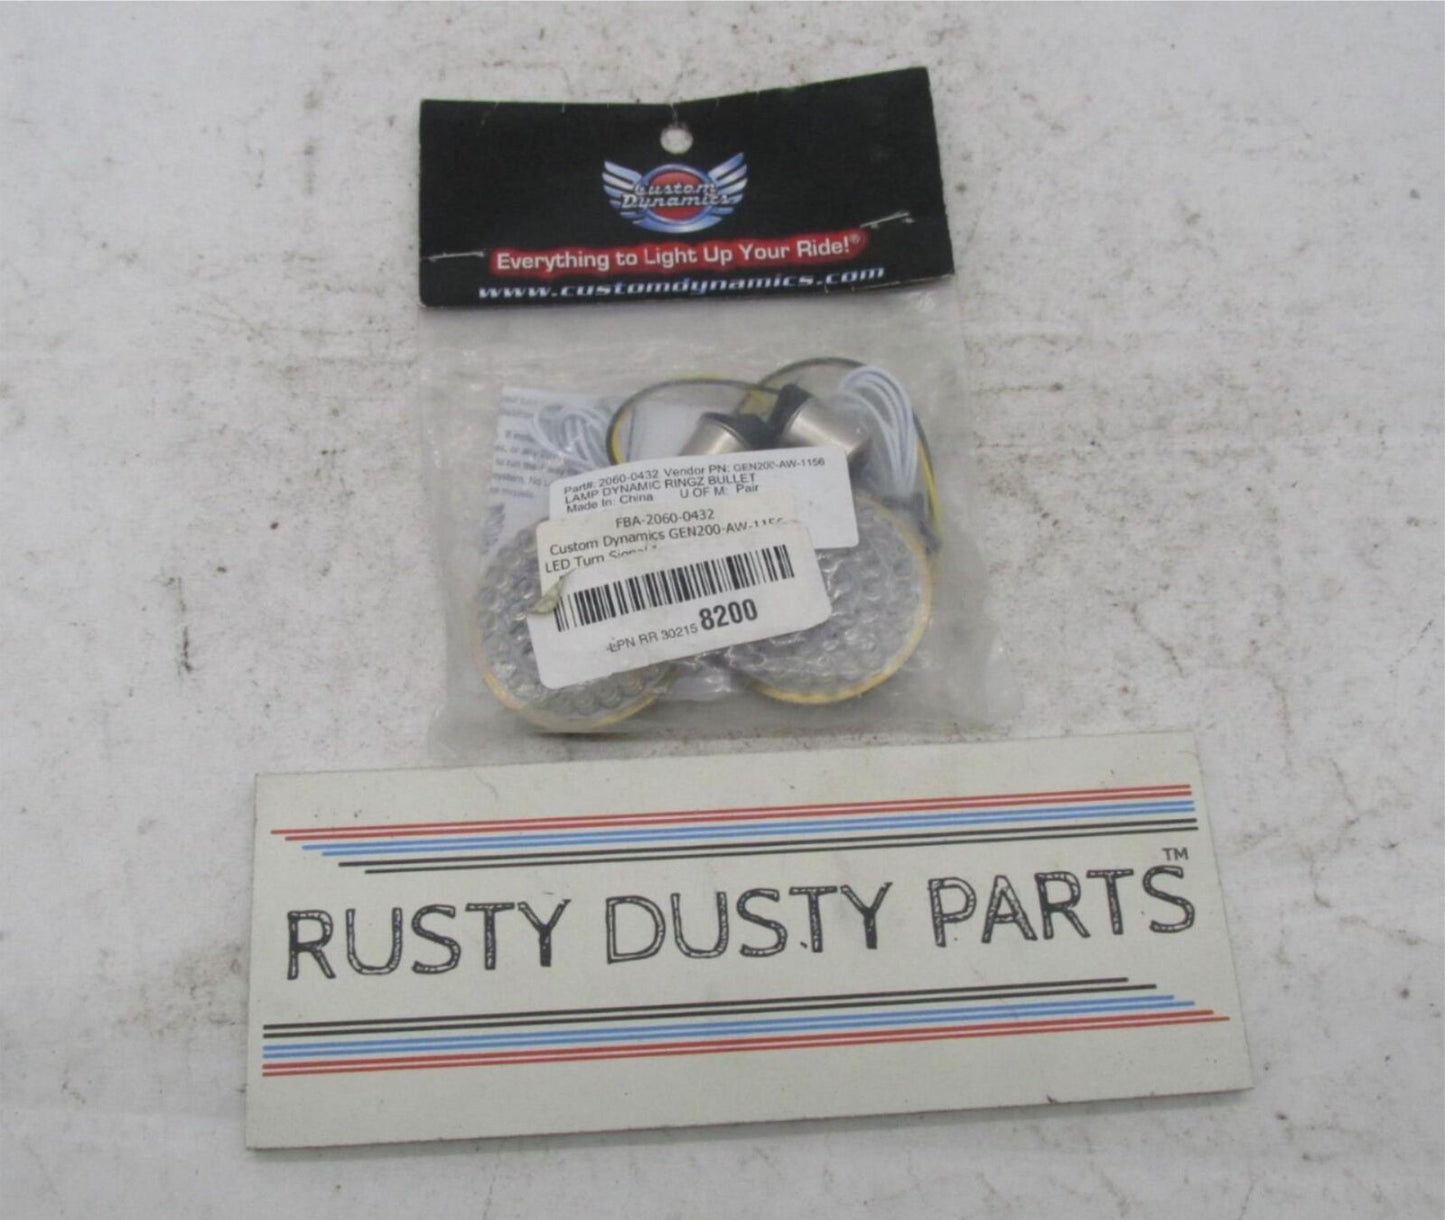 Custom
Dynamics
Everything to Light Up Your Ride!®
www.customdynamics.com
Part#: 2060-0432 Vendor PN: GEN200-AW-1156
LAMP DYNAMIC RINGZ BULLET
Made In: China U OF M: Pair
FBA-2060-0432
Custom Dynamics GEN200-AW-1156
LED Turn Signal
LPN RR 30215 8200
RUSTY DUSTY PARTS™